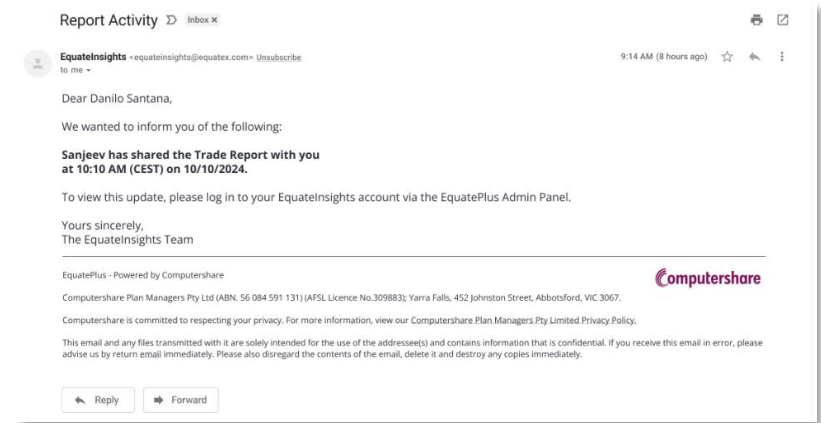 Report Activity Inbox ×
EquateInsights <equateinsights@equatex.com> Unsubscribe
9:14 AM (8 hours ago)
to me
Dear Danilo Santana,
We wanted to inform you of the following:
Sanjeev has shared the Trade Report with you
at 10:10 AM (CEST) on 10/10/2024.
To view this update, please log in to your EquateInsights account via the EquatePlus Admin Panel.
Yours sincerely,
The EquateInsights Team
EquatePlus - Powered by Computershare
Computershare
Computershare Plan Managers Pty Ltd (ABN. 56 084 591 131) (AFSL Licence No.309883); Yarra Falls, 452 Johnston Street, Abbotsford, VIC 3067.
Computershare is committed to respecting your privacy. For more information, view our Computershare Plan Managers Pty Limited Privacy Policy.
This email and any files transmitted with it are solely intended for the use of the addressee(s) and contains information that is confidential. If you receive this email in error, please
advise us by return email immediately. Please also disregard the contents of the email, delete it and destroy any copies immediately.
Reply
Forward